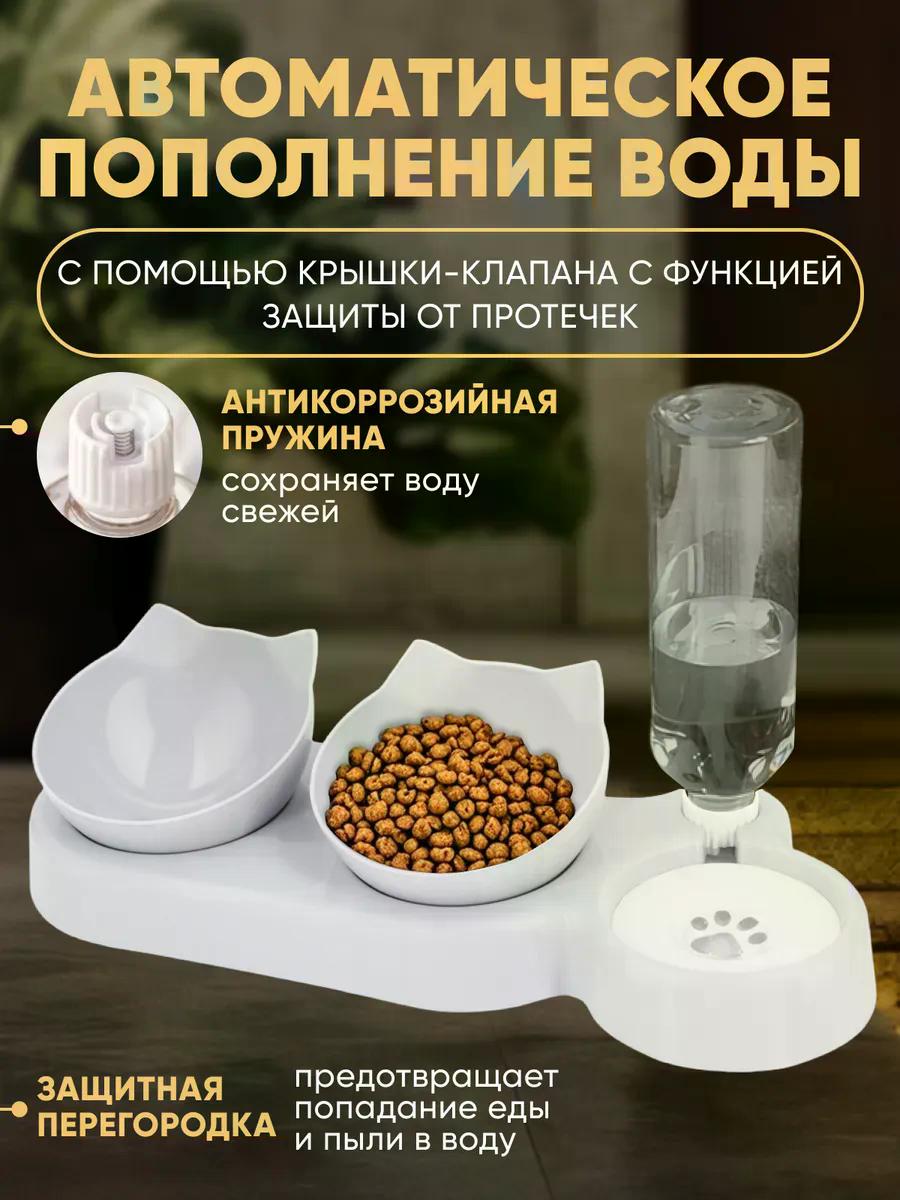 АВТОМАТИЧЕСКОЕ
ПОПОЛНЕНИЕ ВОДЫ
С ПОМОЩЬЮ КРЫШКИ-КЛАПАНА С ФУНКЦИЕЙ
ЗАЩИТЫ ОТ ПРОТЕЧЕК
АНТИКОРРОЗИЙНАЯ
ПРУЖИНА
сохраняет воду
свежей
ЗАЩИТНАЯ
ПЕРЕГОРОДКА
предотвращает
попадание еды
и пыли в воду